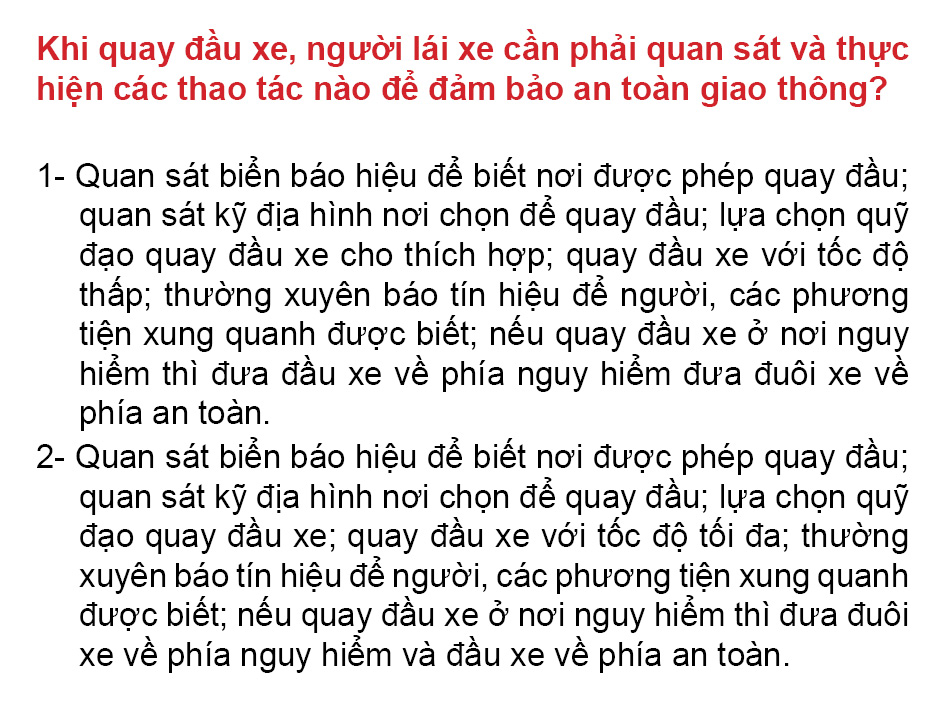 Khi quay đầu xe, người lái xe cần phải quan sát và thực
hiện các thao tác nào để đảm bảo an toàn giao thông?
1- Quan sát biển báo hiệu để biết nơi được phép quay đầu;
quan sát kỹ địa hình nơi chọn để quay đầu; lựa chọn quỹ
đạo quay đầu xe cho thích hợp; quay đầu xe với tốc độ
thấp; thường xuyên báo tín hiệu để người, các phương
tiện xung quanh được biết; nếu quay đầu xe ở nơi nguy
hiểm thì đưa đầu xe về phía nguy hiểm đưa đuôi xe về
phía an toàn.
2- Quan sát biển báo hiệu để biết nơi được phép quay đầu;
quan sát kỹ địa hình nơi chọn để quay đầu; lựa chọn quỹ
đạo quay đầu xe; quay đầu xe với tốc độ tối đa; thường
xuyên báo tín hiệu để người, các phương tiện xung quanh
được biết; nếu quay đầu xe ở nơi nguy hiểm thì đưa đuôi
xe về phía nguy hiểm và đầu xe về phía an toàn.